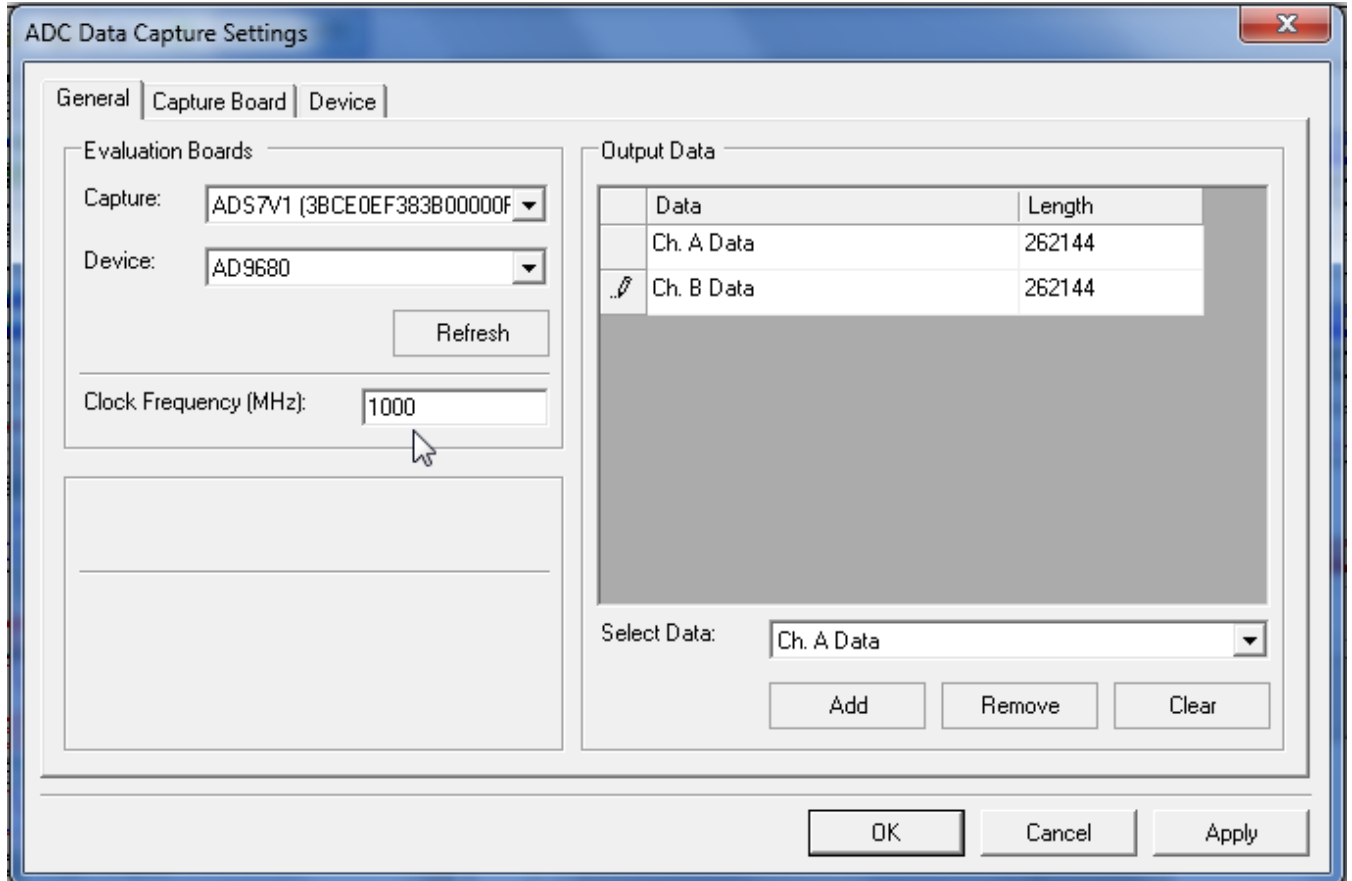 ADC Data Capture Settings
General
Capture Board
Device
Evaluation Boards
Capture:
ADS7V1 (3BCE0EF383B00000F
Device:
AD9680
Refresh
Clock Frequency (MHz):
1000
Output Data
Data Length
Ch. A Data 262144
Ch. B Data 262144
Select Data:
Ch. A Data
Add
Remove
Clear
OK
Cancel
Apply